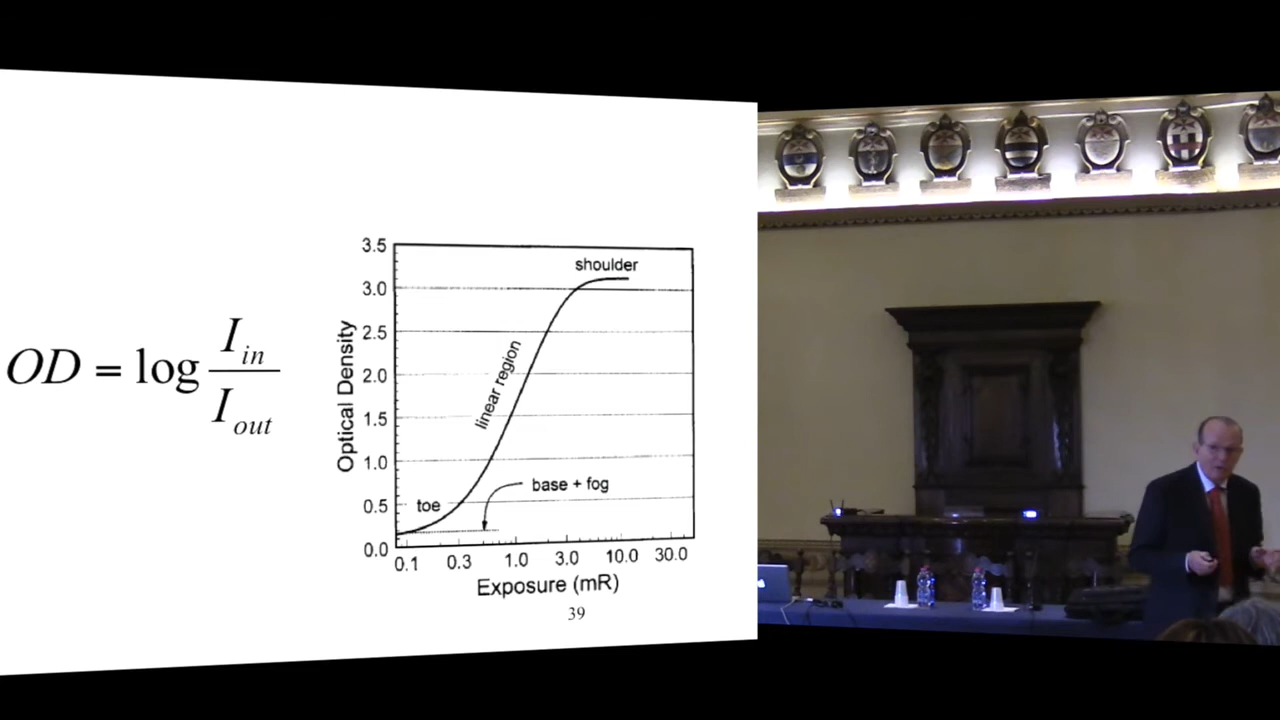 OD = log I_in / I_out
3.5
3.0
2.5
2.0
1.5
1.0
0.5
0.0
Optical Density
shoulder
linear region
toe
base + fog
0.1 0.3 1.0 3.0 10.0 30.0
Exposure (mR)
39